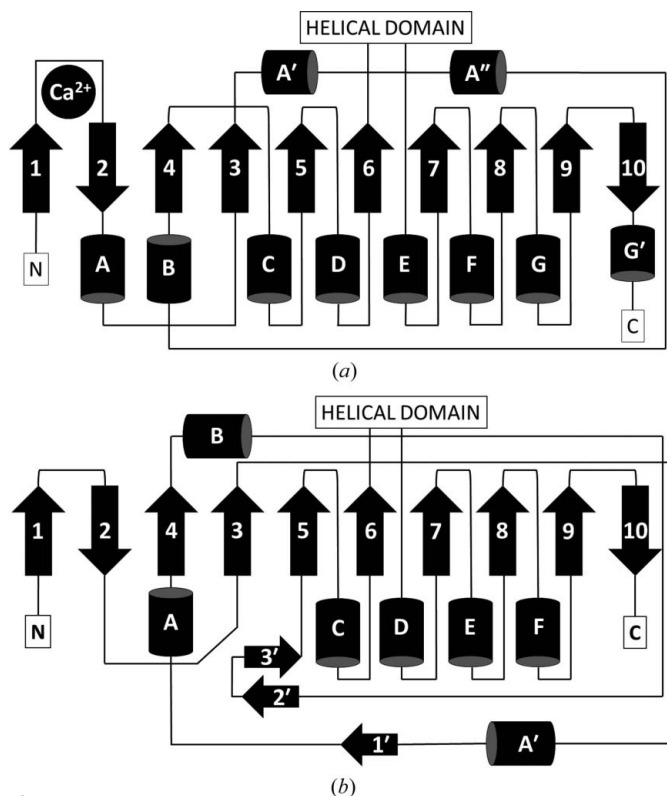 HELICAL DOMAIN
A′ A″
Ca²⁺
1 2 4 3 5 6 7 8 9 10
N A B C D E F G G′
C
(a)
HELICAL DOMAIN
B
1 2 4 3 5 6 7 8 9 10
N A C D E F C
3′
2′
1′ A′
(b)